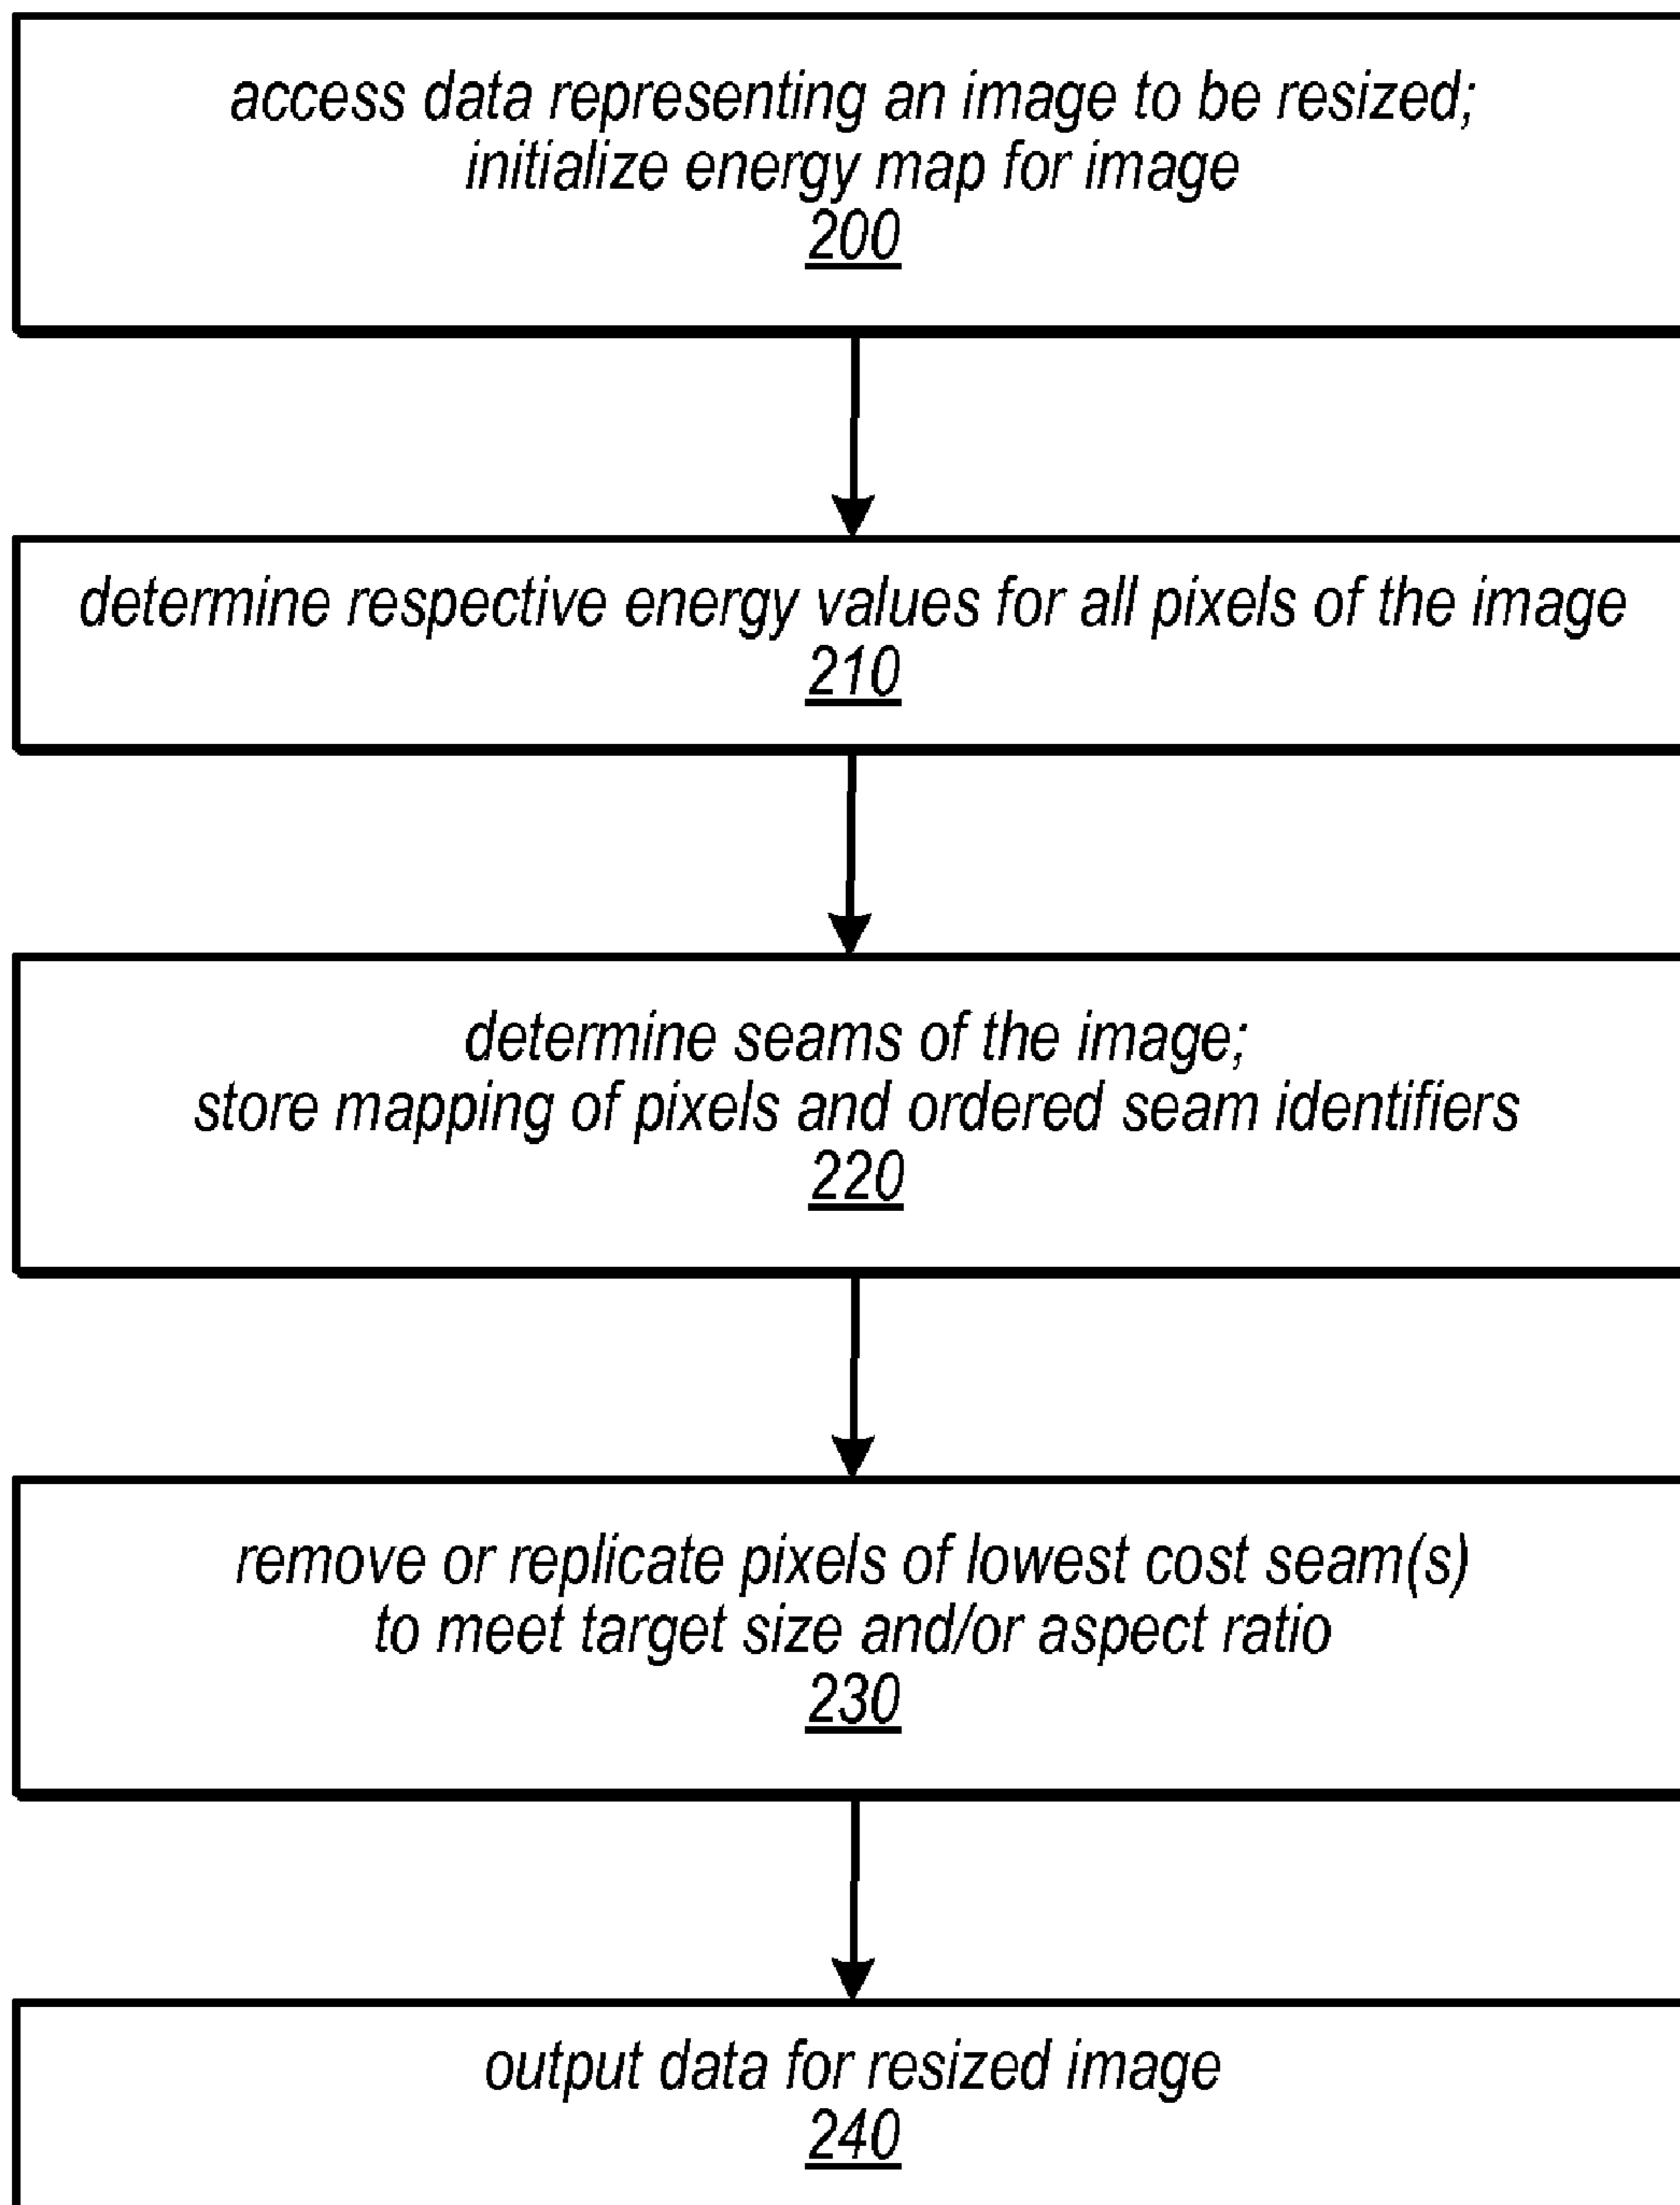 access data representing an image to be resized;
initialize energy map for image
200
determine respective energy values for all pixels of the image
210
determine seams of the image;
store mapping of pixels and ordered seam identifiers
220
remove or replicate pixels of lowest cost seam(s)
to meet target size and/or aspect ratio
230
output data for resized image
240